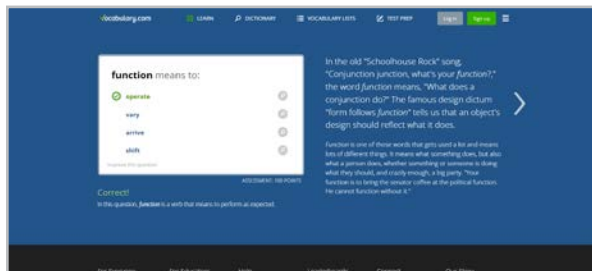 Vocabulary.com
LEARN
DICTIONARY
VOCABULARY LISTS
TEST PREP
Log in
Sign up
function means to:
operate
vary
arrive
shift
ASSESSMENT: 100 POINTS
Correct!
In this question, function is a verb that means to perform as expected.
In the old "Schoolhouse Rock" song,
"Conjunction junction, what's your function?,"
the word function means, "What does a
conjunction do?" The famous design dictum
"form follows function" tells us that an object's
design should reflect what it does.
Function is one of those words that gets used a lot and means
lots of different things. It means what something does, but also
what a person does, whether something or someone is doing
what they should, and crazily enough, a big party. "Your
function is to bring the senator coffee at the political function.
He cannot function without it."